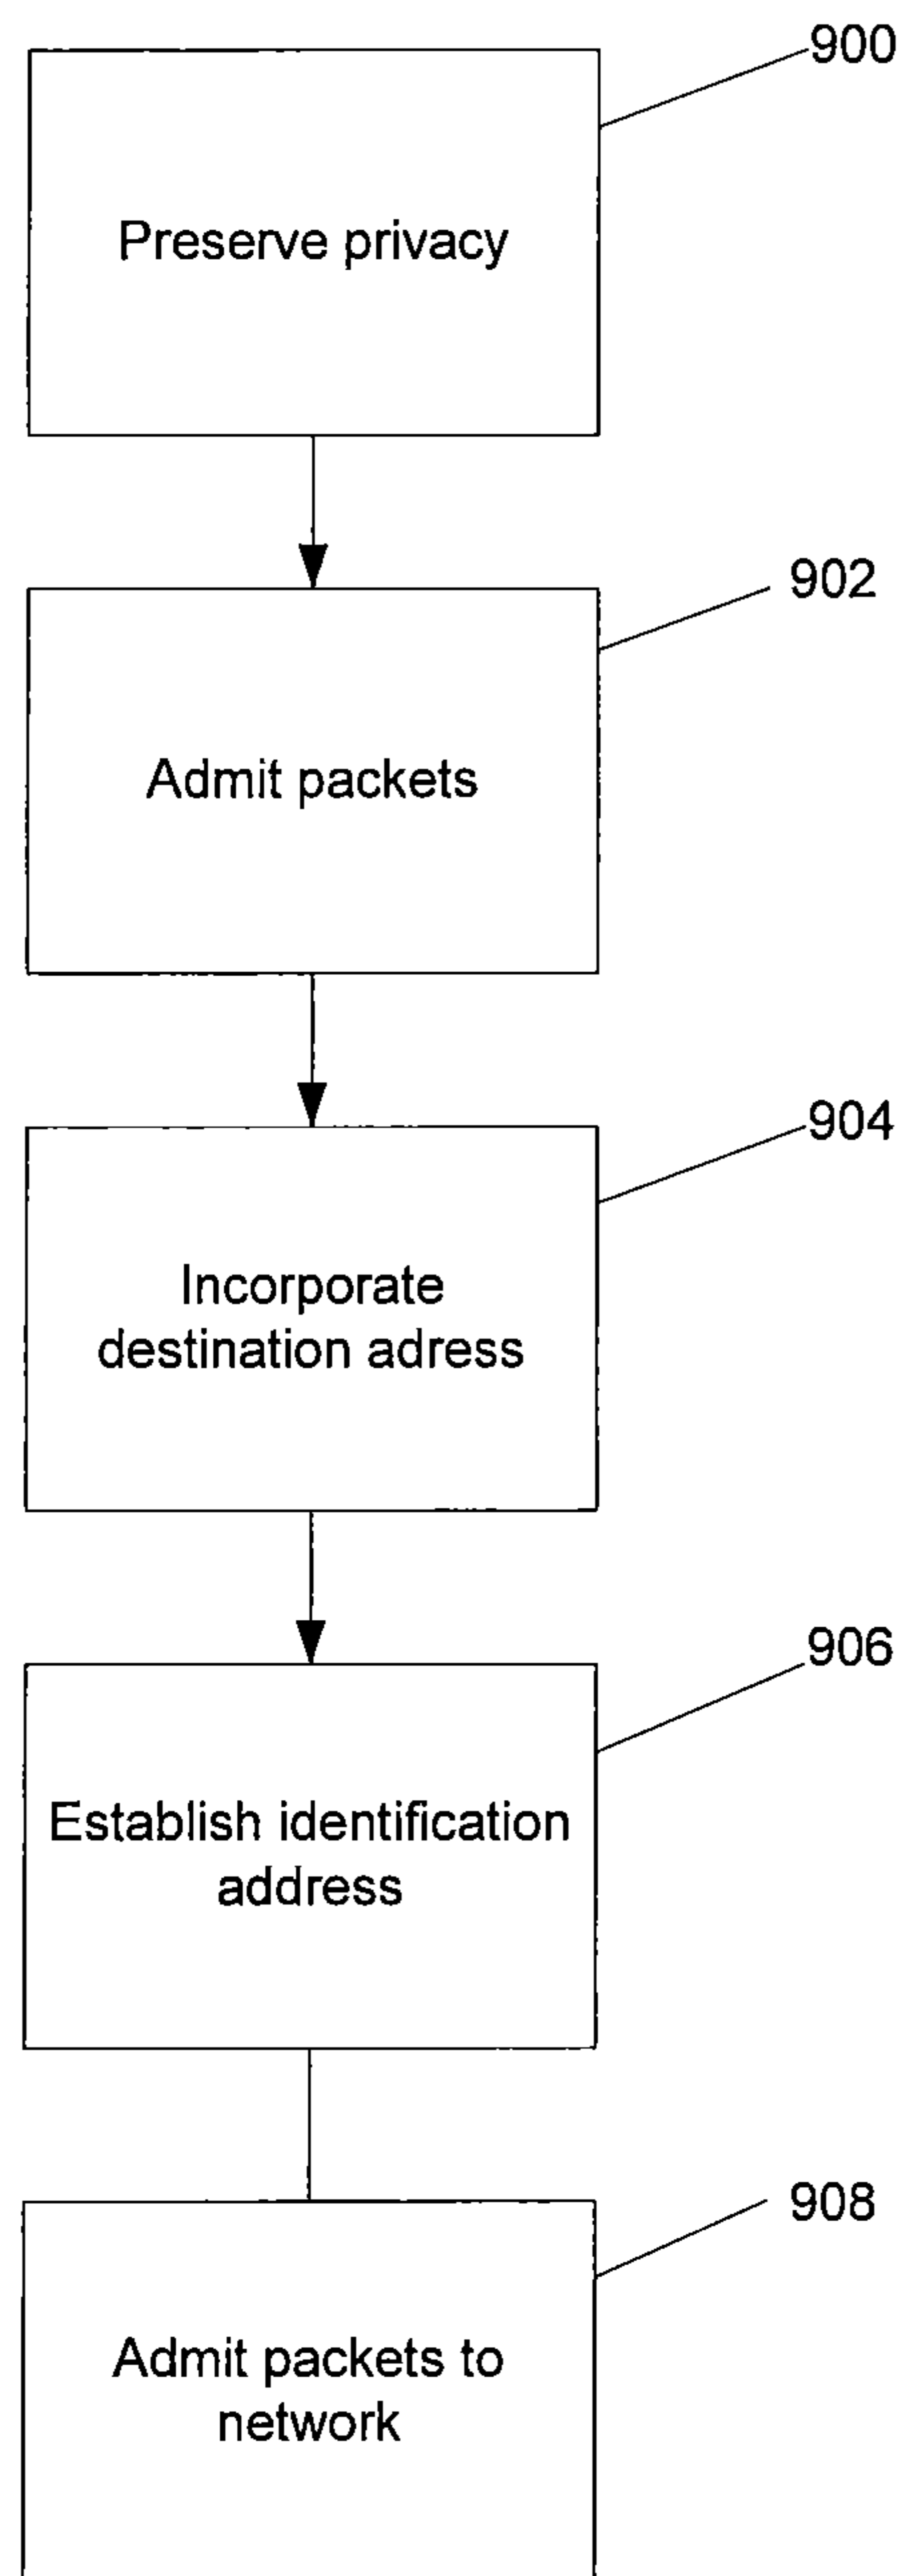 900
Preserve privacy
902
Admit packets
904
Incorporate
destination adress
906
Establish identification
address
908
Admit packets to
network